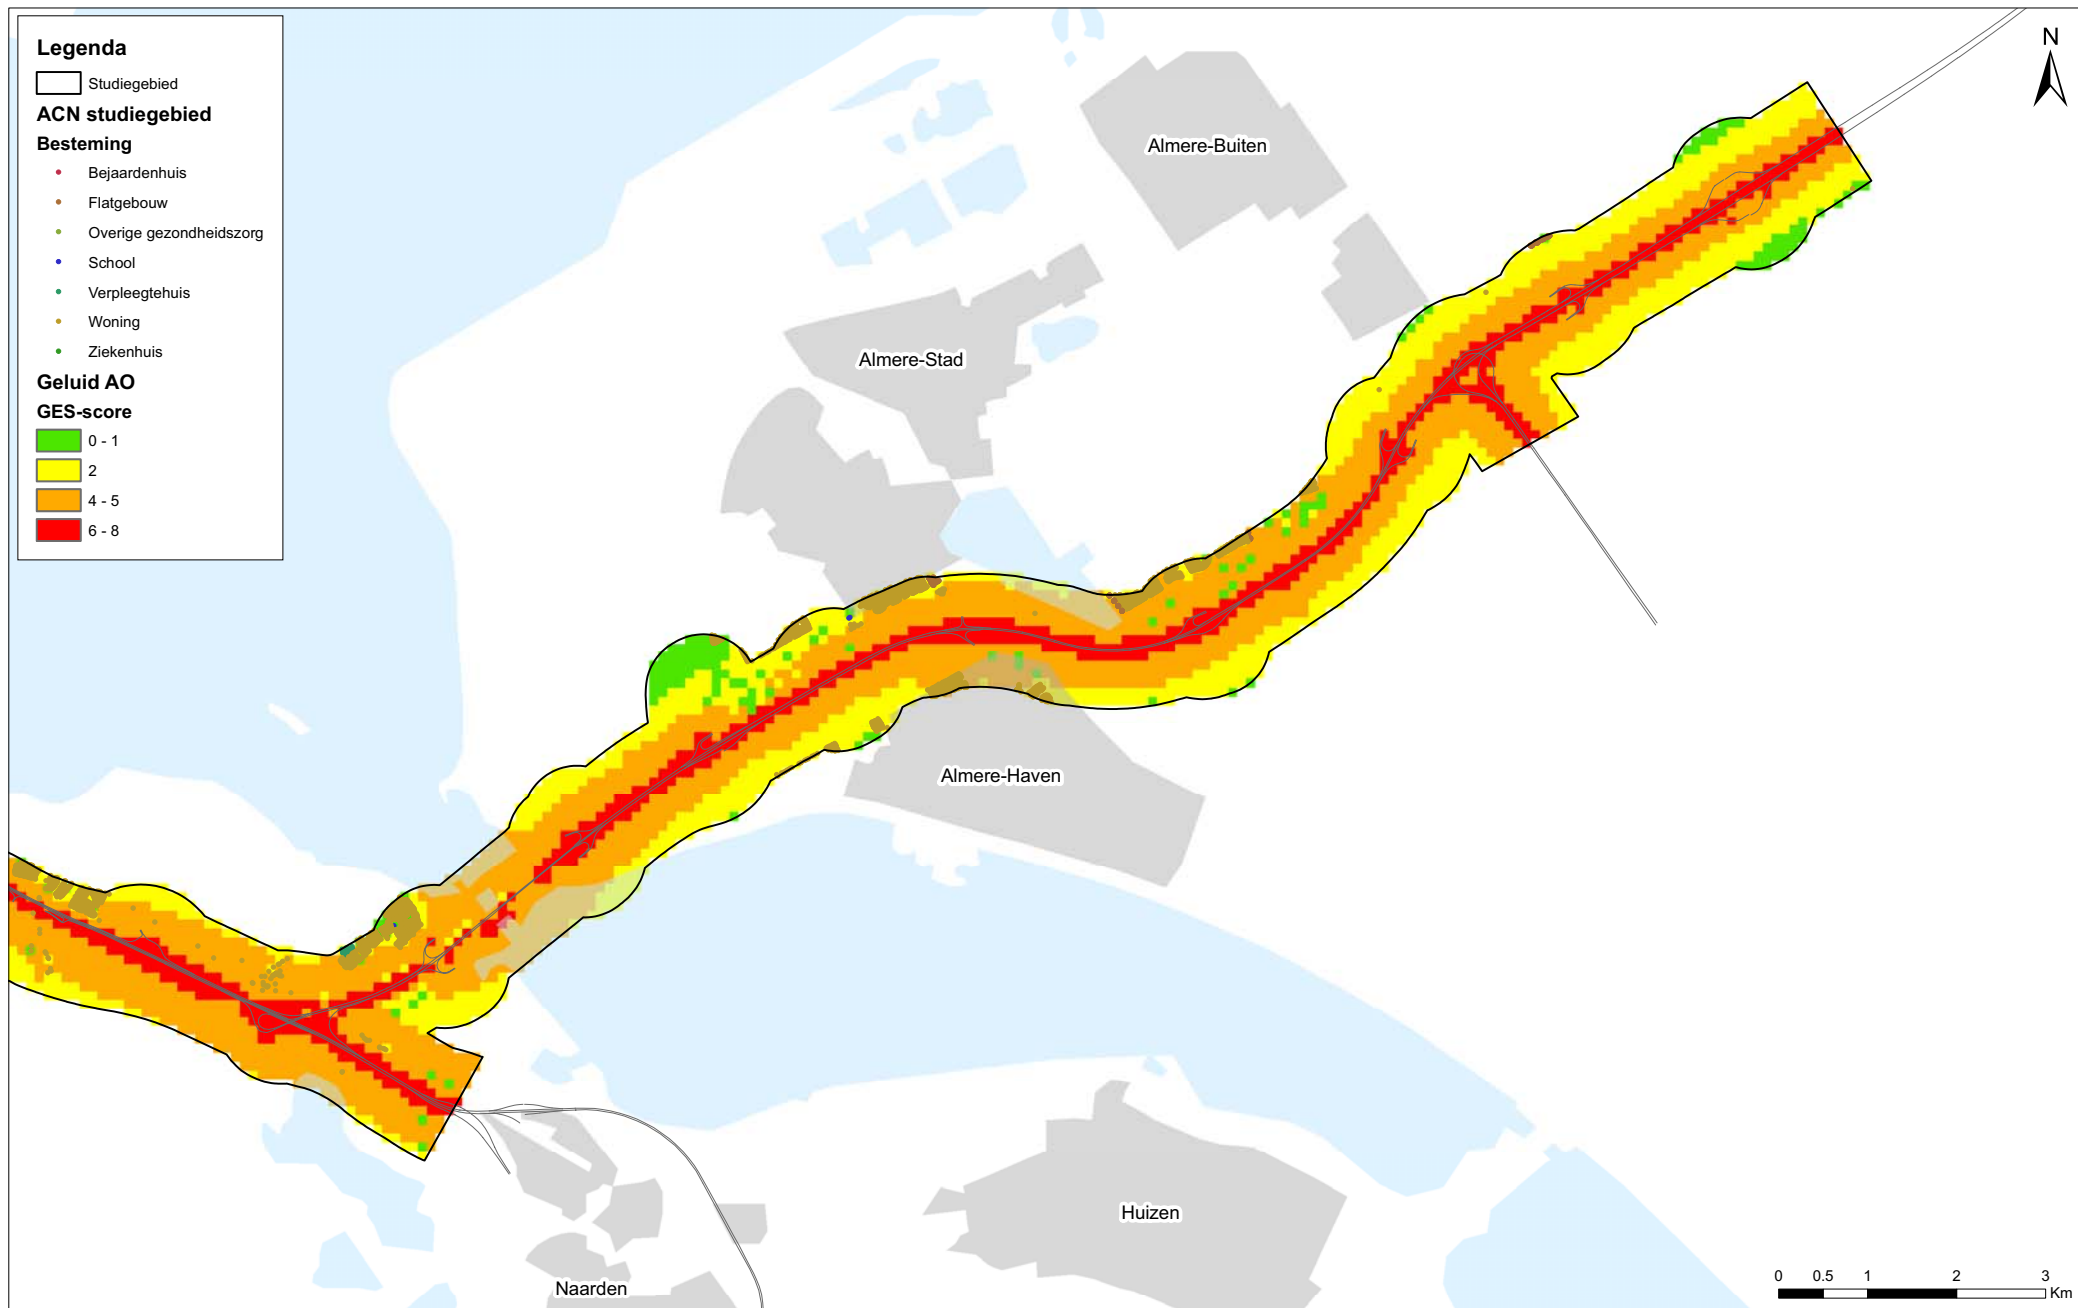 Legenda
Studiegebied
ACN studiegebied
Besteming
Bejaardenhuis
Flatgebouw
Overige gezondheidszorg
School
Verpleegtehuis
Woning
Ziekenhuis
Geluid AO
GES-score
0 - 1
2
4 - 5
6 - 8
N
Almere-Buiten
Almere-Stad
Almere-Haven
Huizen
Naarden
0 0.5 1 2 3
Km